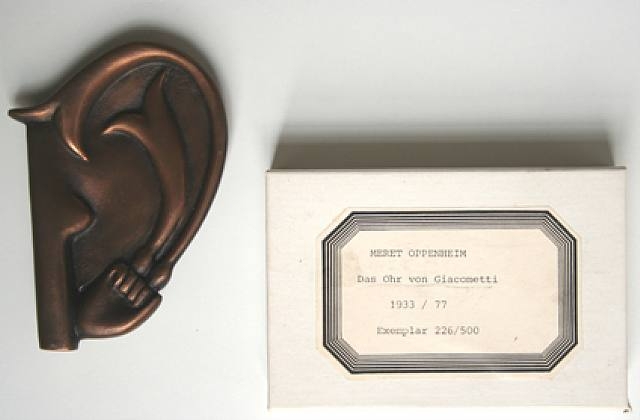 MERET OPPENHEIM
Das Ohr von Giacometti
1933 / 77
Exemplar 226/500